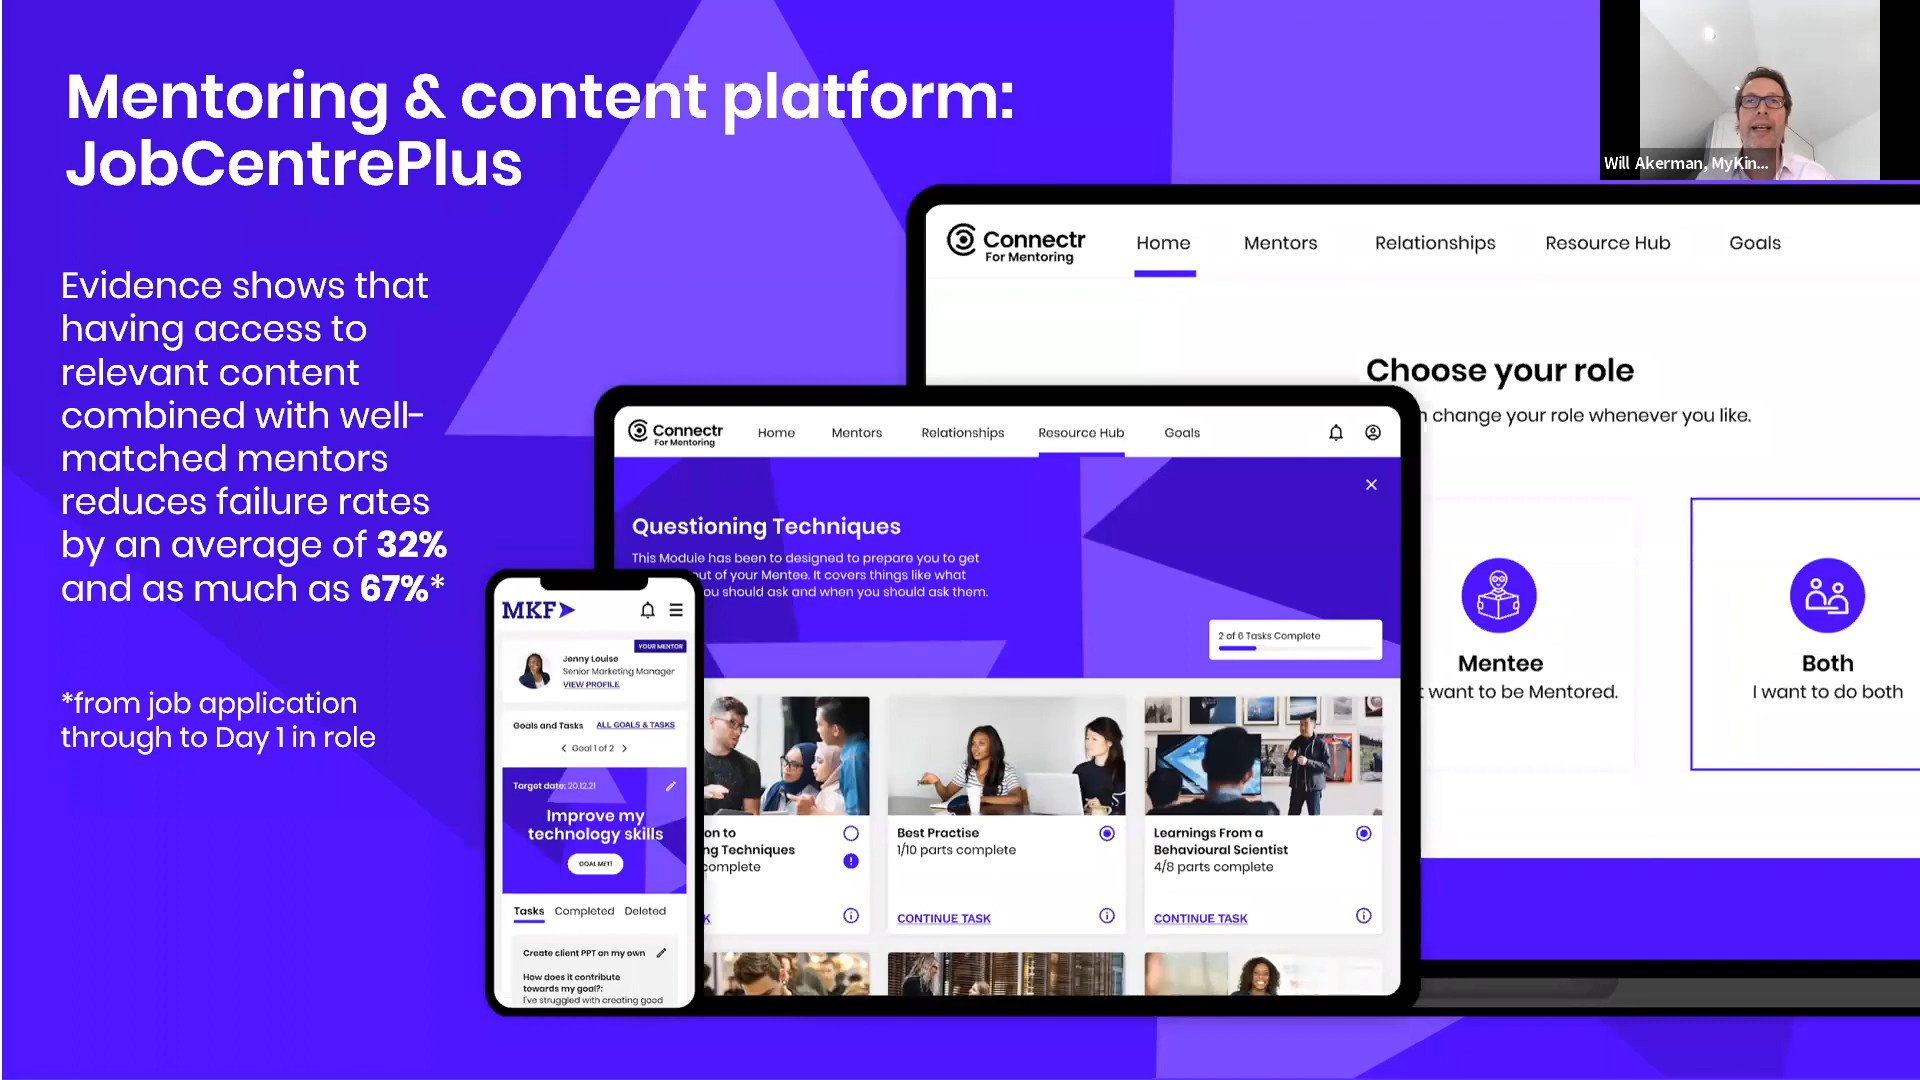 Mentoring & content platform:
JobCentrePlus
Evidence shows that
having access to
relevant content
combined with well-
matched mentors
reduces failure rates
by an average of 32%
and as much as 67%*
*from job application
through to Day 1 in role
Will Akerman, MyKin...
Connectr
For Mentoring
Home Mentors Relationships Resource Hub Goals
Choose your role
change your role whenever you like.
Mentee
want to be Mentored.
Both
I want to do both
Connectr
For Mentoring
Home Mentors Relationships Resource Hub Goals
Questioning Techniques
This Module has been to designed to prepare you to get
out of your Mentee. It covers things like what
you should ask and when you should ask them.
2 of 6 Tasks Complete
on to
ng Techniques
complete
K
Best Practise
1/10 parts complete
CONTINUE TASK
Learnings From a
Behavioural Scientist
4/8 parts complete
CONTINUE TASK
MKF
YOUR MENTOR
Jenny Louise
Senior Marketing Manager
VIEW PROFILE
Goals and Tasks ALL GOALS & TASKS
< Goal 1 of 2 >
Target date: 20.12.21
Improve my
technology skills
GOAL MET!
Tasks Completed Deleted
Create client PPT on my own
How does it contribute
towards my goal?:
I've struggled with creating good